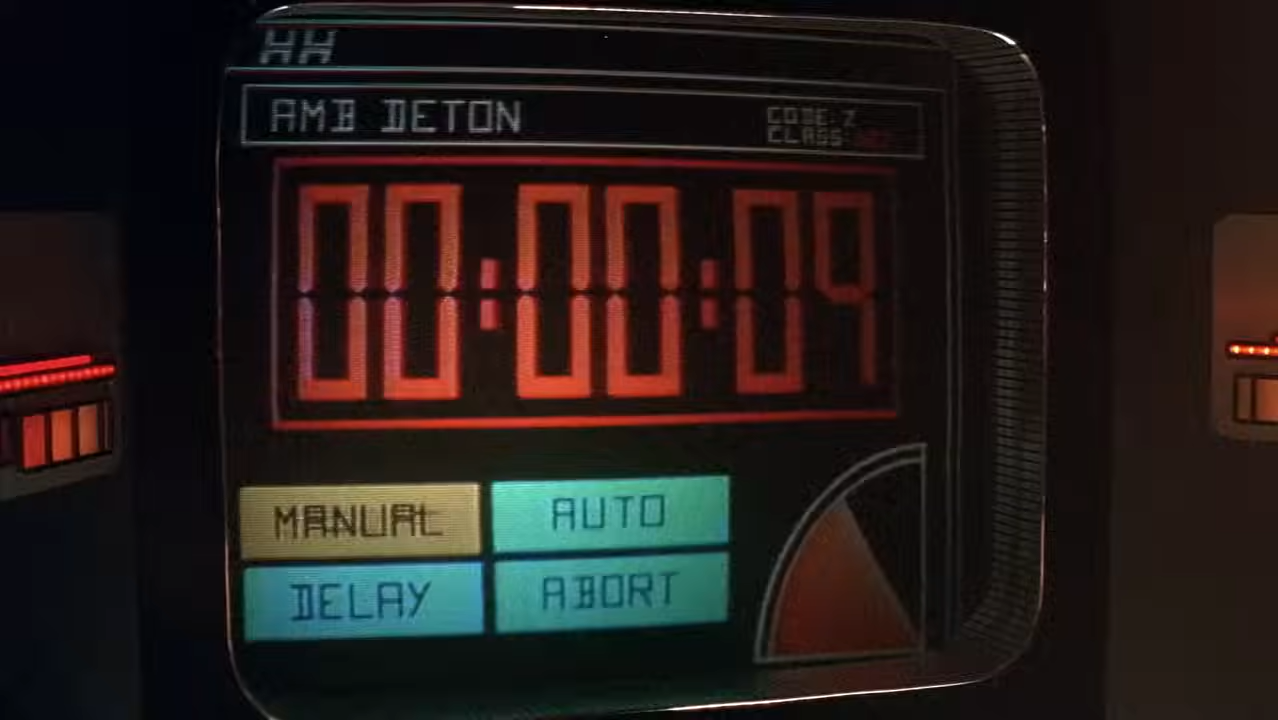 HH
AMB DETON
CODE: Z
CLASS:
00:00:09
MANUAL
AUTO
DELAY
ABORT